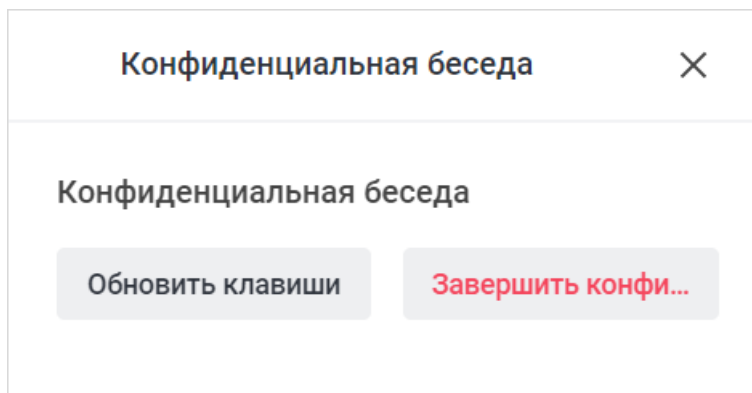 Конфиденциальная беседа
Конфиденциальная беседа
Обновить клавиши
Завершить конфи...